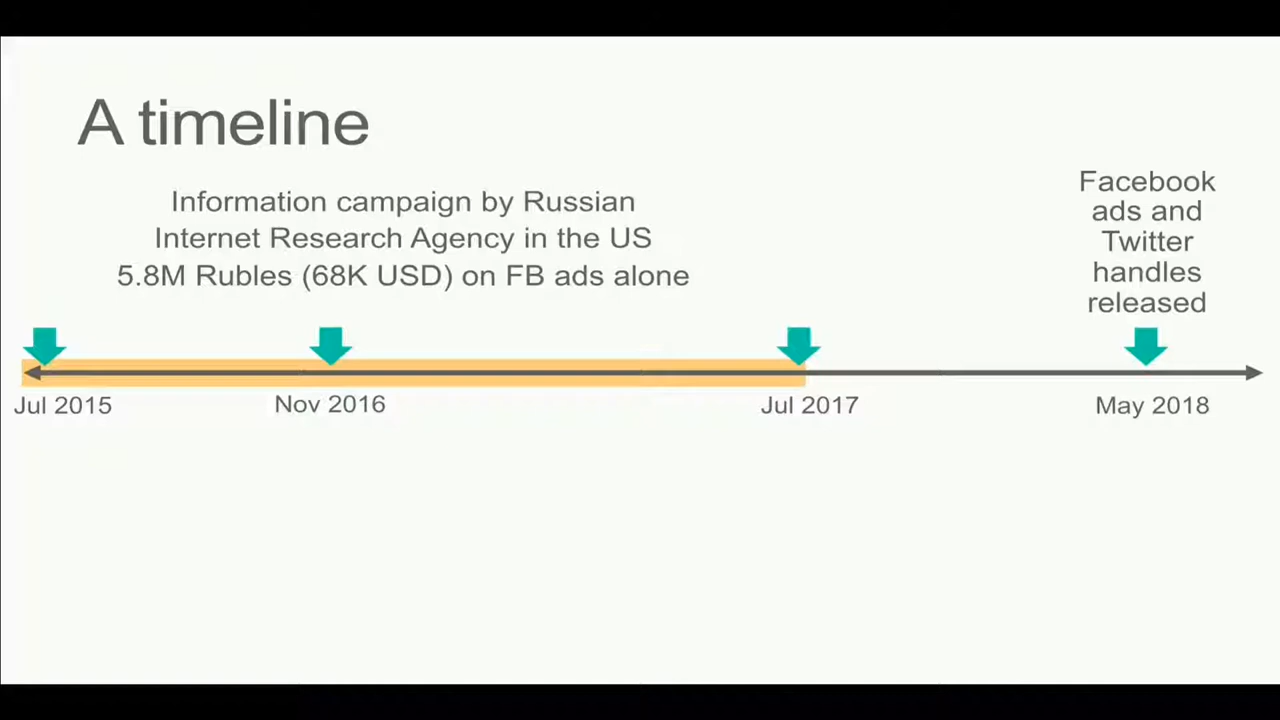 A timeline
Information campaign by Russian
Internet Research Agency in the US
5.8M Rubles (68K USD) on FB ads alone
Facebook
ads and
Twitter
handles
released
Jul 2015
Nov 2016
Jul 2017
May 2018